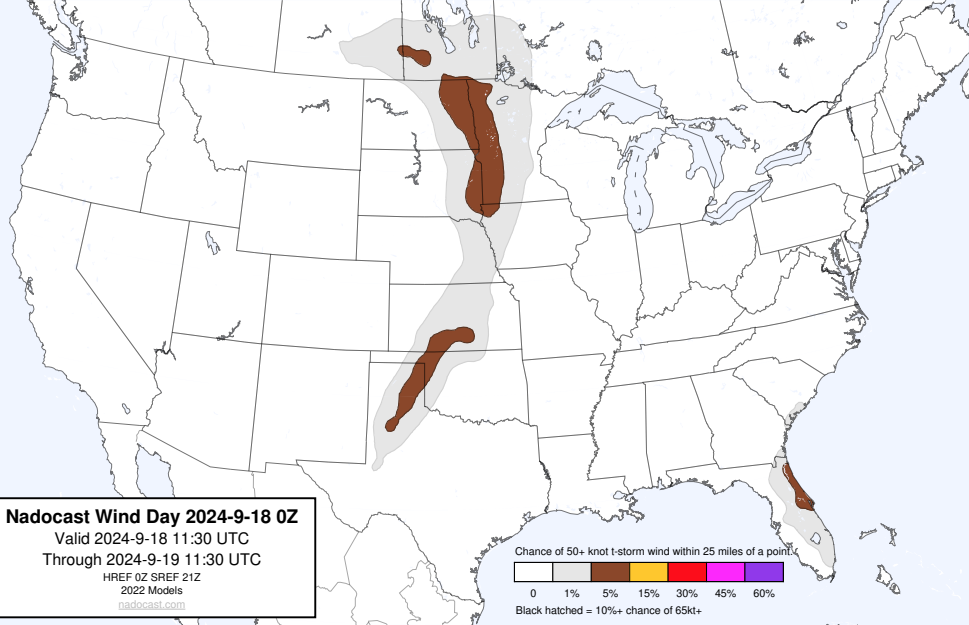 Nadocast Wind Day 2024-9-18 0Z
Valid 2024-9-18 11:30 UTC
Through 2024-9-19 11:30 UTC
HREF 0Z SREF 21Z
2022 Models
nadocast.com
Chance of 50+ knot t-storm wind within 25 miles of a point.
0 1% 5% 15% 30% 45% 60%
Black hatched = 10%+ chance of 65kt+